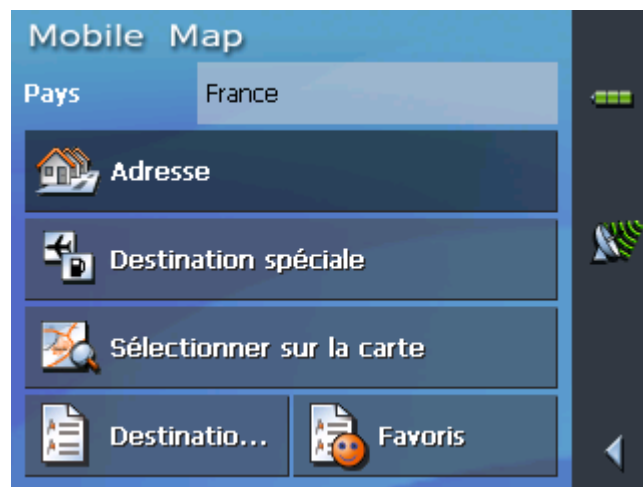 Mobile Map
Pays France
Adresse
Destination spéciale
Sélectionner sur la carte
Destinatio... Favoris